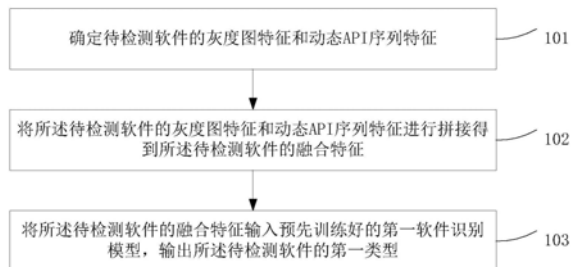 确定待检测软件的灰度图特征和动态API序列特征
101
将所述待检测软件的灰度图特征和动态API序列特征进行拼接得
到所述待检测软件的融合特征
102
将所述待检测软件的融合特征输入预先训练好的第一软件识别
模型，输出所述待检测软件的第一类型
103